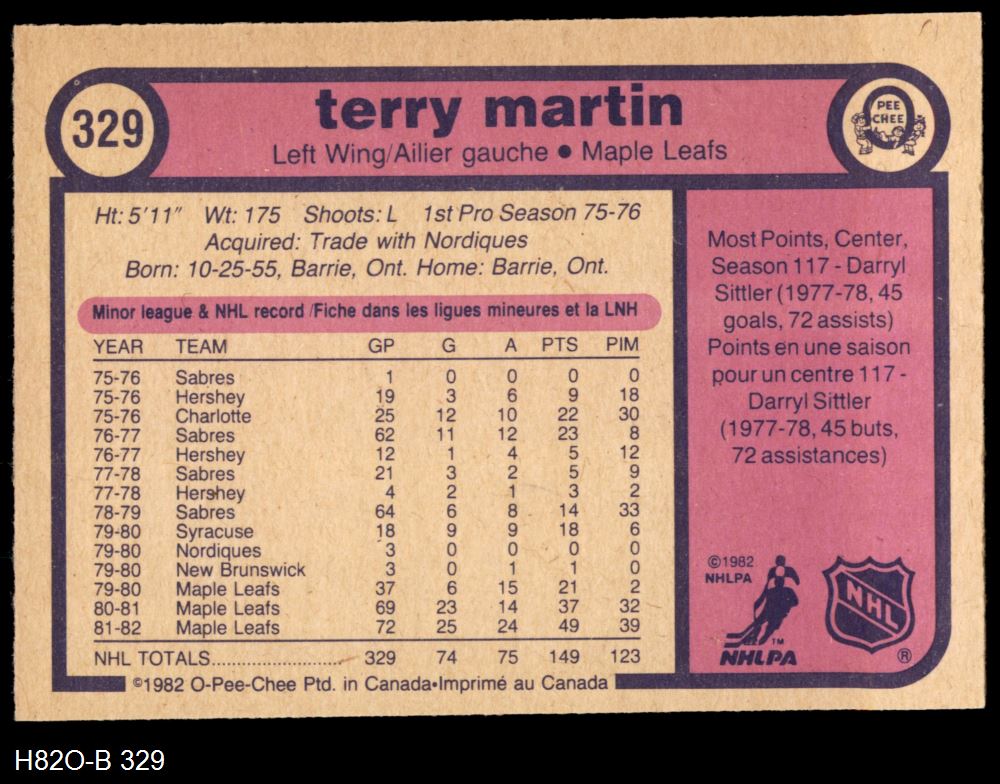 329
terry martin
Left Wing/Ailier gauche ● Maple Leafs
PEE
CHEE
Ht: 5'11" Wt: 175 Shoots: L 1st Pro Season 75-76
Acquired: Trade with Nordiques
Born: 10-25-55, Barrie, Ont. Home: Barrie, Ont.
Minor league & NHL record /Fiche dans les ligues mineures et la LNH
YEAR TEAM GP G A PTS PIM
75-76 Sabres 1 0 0 0 0
75-76 Hershey 19 3 6 9 18
75-76 Charlotte 25 12 10 22 30
76-77 Sabres 62 11 12 23 8
76-77 Hershey 12 1 4 5 12
77-78 Sabres 21 3 2 5 9
77-78 Hershey 4 2 1 3 2
78-79 Sabres 64 6 8 14 33
79-80 Syracuse 18 9 9 18 6
79-80 Nordiques 3 0 0 0 0
79-80 New Brunswick 3 0 1 1 0
79-80 Maple Leafs 37 6 15 21 2
80-81 Maple Leafs 69 23 14 37 32
81-82 Maple Leafs 72 25 24 49 39
NHL TOTALS........................... 329 74 75 149 123
©1982 O-Pee-Chee Ptd. in Canada•Imprimé au Canada
Most Points, Center,
Season 117 - Darryl
Sittler (1977-78, 45
goals, 72 assists)
Points en une saison
pour un centre 117 -
Darryl Sittler
(1977-78, 45 buts,
72 assistances)
©1982
NHLPA
TM
NHLPA
NHL
®
H82O-B 329